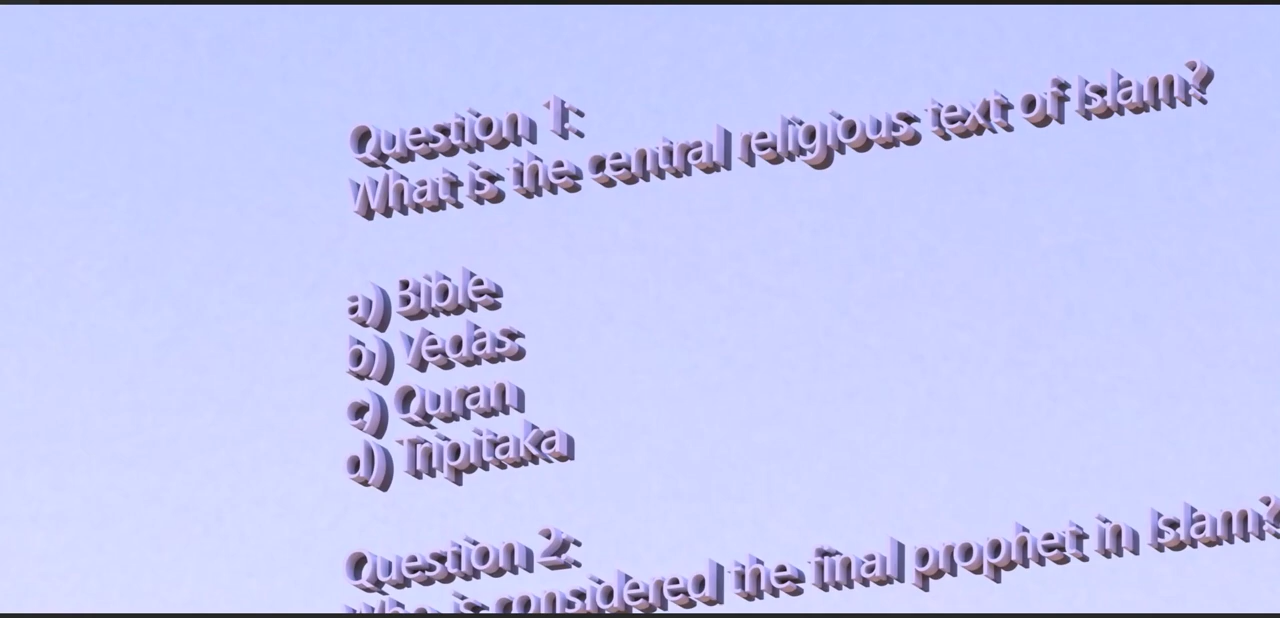 Question 1:
What is the central religious text of Islam?
a) Bible
b) Vedas
c) Quran
d) Tripitaka
Question 2:
Who is considered the final prophet in Islam?